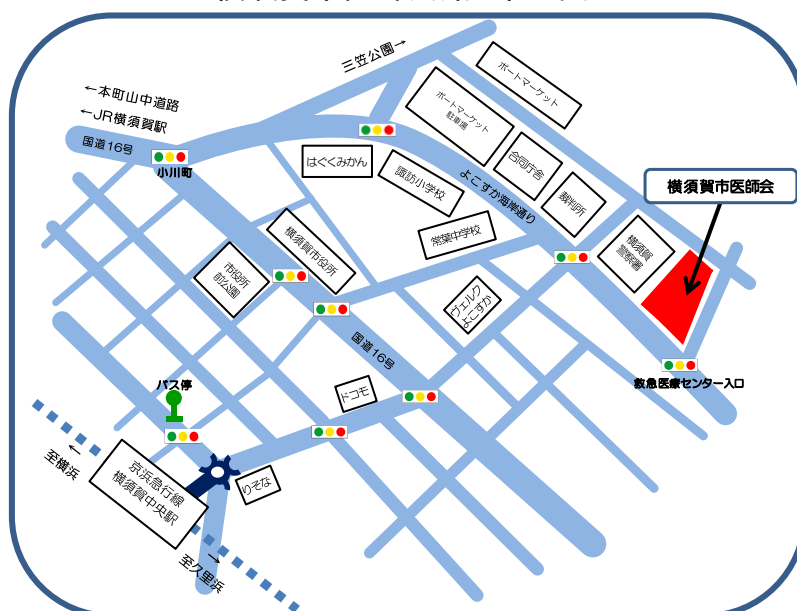 三笠公園→
←本町山中道路
←JR横須賀駅
国道16号
小川町
ポートマーケット
ポートマーケット
駐車場
合同庁舎
裁判所
はぐくみかん
諏訪小学校
よこすか海岸通り
横須賀市医師会
常葉中学校
横須賀
警察署
横須賀市役所
市役所
前公園
ヴェルク
よこすか
国道16号
救急医療センター入口
バス停
ドコモ
りそな
京浜急行線
横須賀中央駅
←
至横浜
→
至久里浜